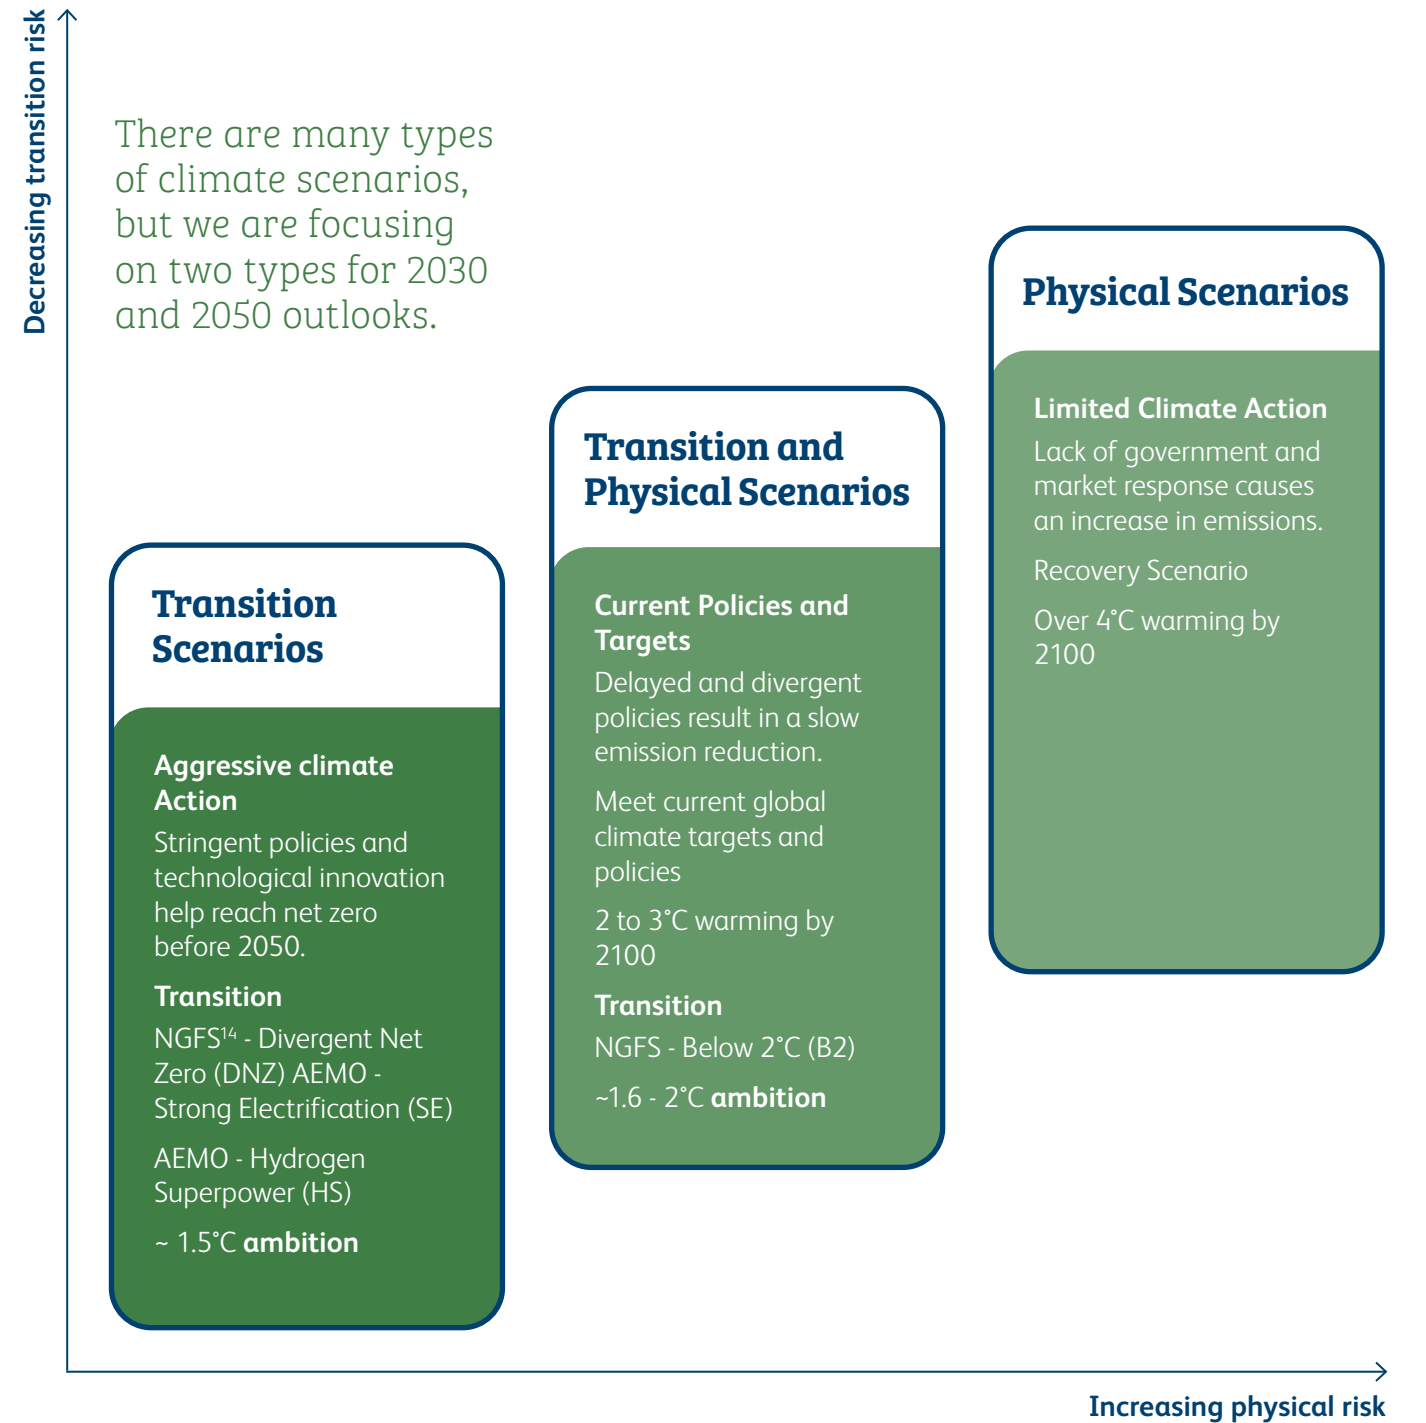 Decreasing transition risk
There are many types
of climate scenarios,
but we are focusing
on two types for 2030
and 2050 outlooks.
Transition
Scenarios
Aggressive climate
Action
Stringent policies and
technological innovation
help reach net zero
before 2050.
Transition
NGFS¹⁴ - Divergent Net
Zero (DNZ) AEMO -
Strong Electrification (SE)
AEMO - Hydrogen
Superpower (HS)
~ 1.5°C ambition
Transition and
Physical Scenarios
Current Policies and
Targets
Delayed and divergent
policies result in a slow
emission reduction.
Meet current global
climate targets and
policies
2 to 3°C warming by
2100
Transition
NGFS - Below 2°C (B2)
~1.6 - 2°C ambition
Physical Scenarios
Limited Climate Action
Lack of government and
market response causes
an increase in emissions.
Recovery Scenario
Over 4°C warming by
2100
Increasing physical risk